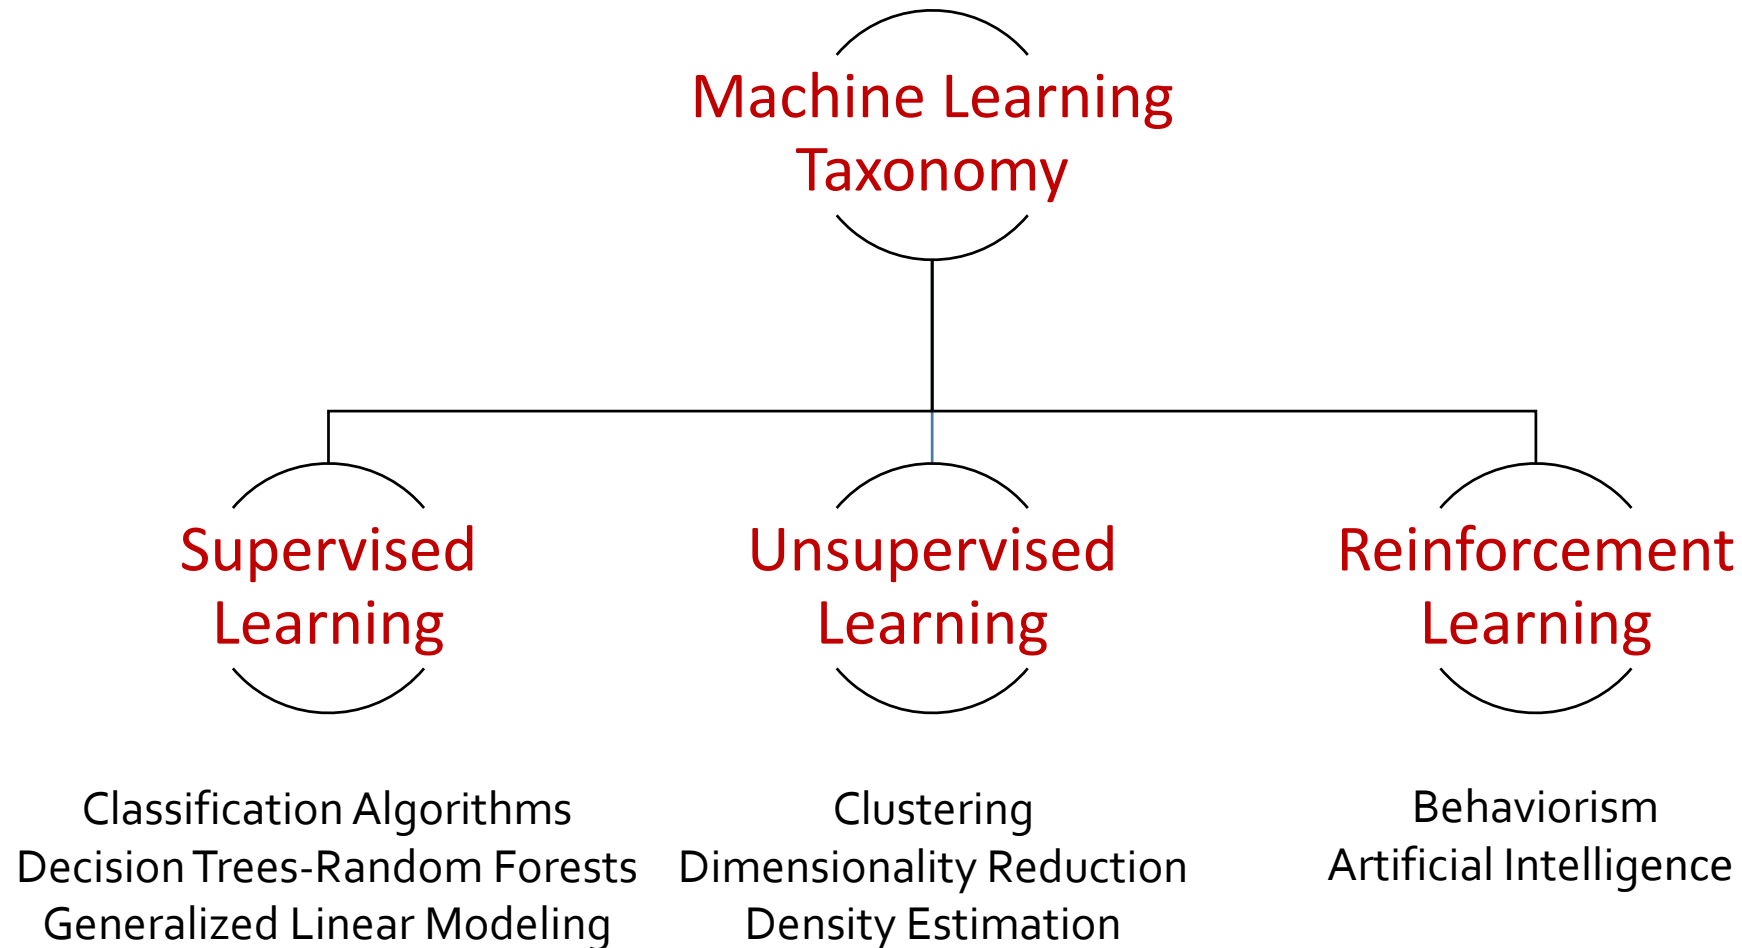 Machine Learning
Taxonomy
Supervised
Learning
Unsupervised
Learning
Reinforcement
Learning
Classification Algorithms
Decision Trees-Random Forests
Generalized Linear Modeling
Clustering
Dimensionality Reduction
Density Estimation
Behaviorism
Artificial Intelligence